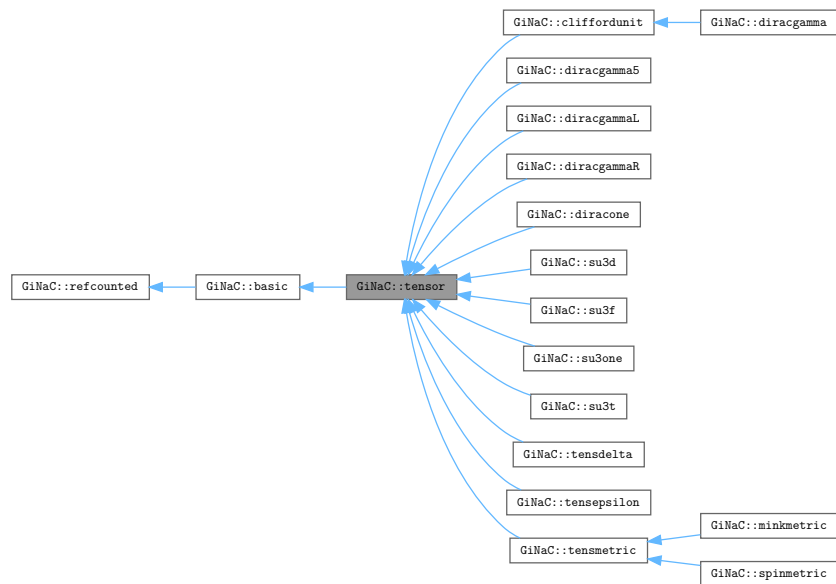 GiNaC::cliffordunit
GiNaC::diracgamma
GiNaC::diracgamma5
GiNaC::diracgammaL
GiNaC::diracgammaR
GiNaC::diracone
GiNaC::su3d
GiNaC::refcounted
GiNaC::basic
GiNaC::tensor
GiNaC::su3f
GiNaC::su3one
GiNaC::su3t
GiNaC::tensdelta
GiNaC::tensepsilon
GiNaC::minkmetric
GiNaC::tensmetric
GiNaC::spinmetric